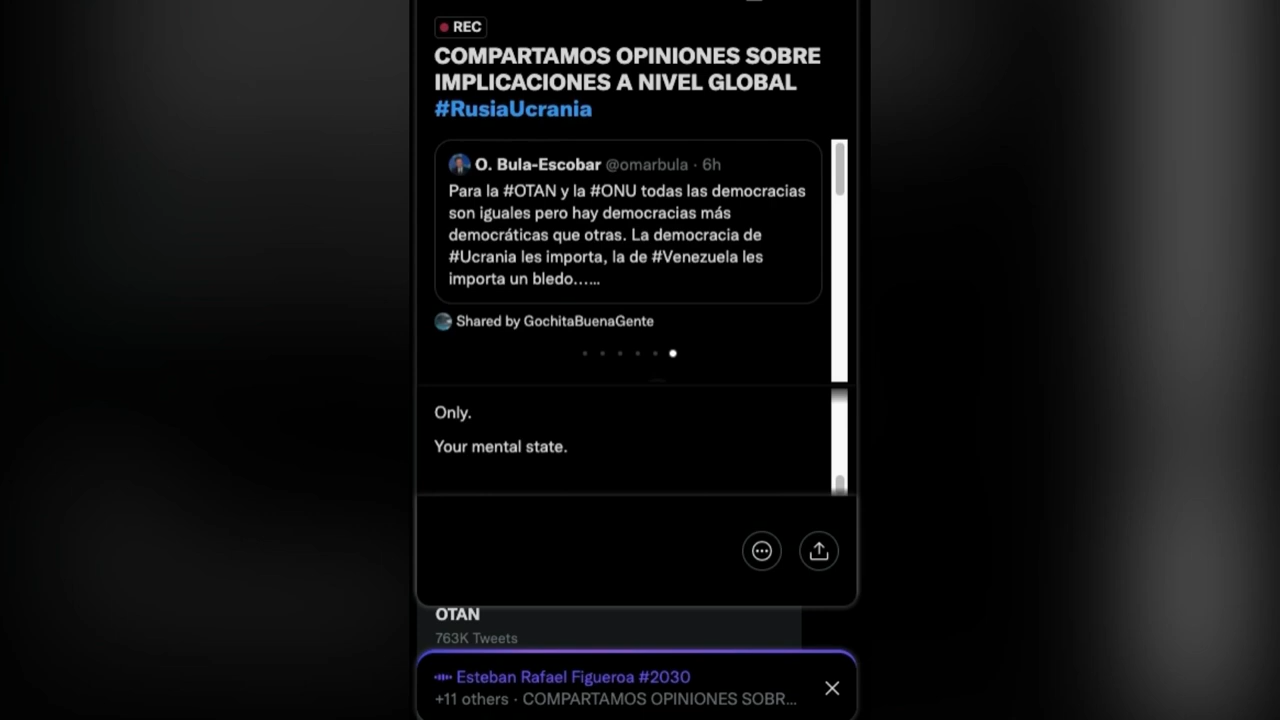 REC
COMPARTAMOS OPINIONES SOBRE
IMPLICACIONES A NIVEL GLOBAL
#RusiaUcrania
O. Bula-Escobar @omarbula · 6h
Para la #OTAN y la #ONU todas las democracias
son iguales pero hay democracias más
democráticas que otras. La democracia de
#Ucrania les importa, la de #Venezuela les
importa un bledo......
Shared by GochitaBuenaGente
Only.
Your mental state.
OTAN
763K Tweets
Esteban Rafael Figueroa #2030
+11 others · COMPARTAMOS OPINIONES SOBR...